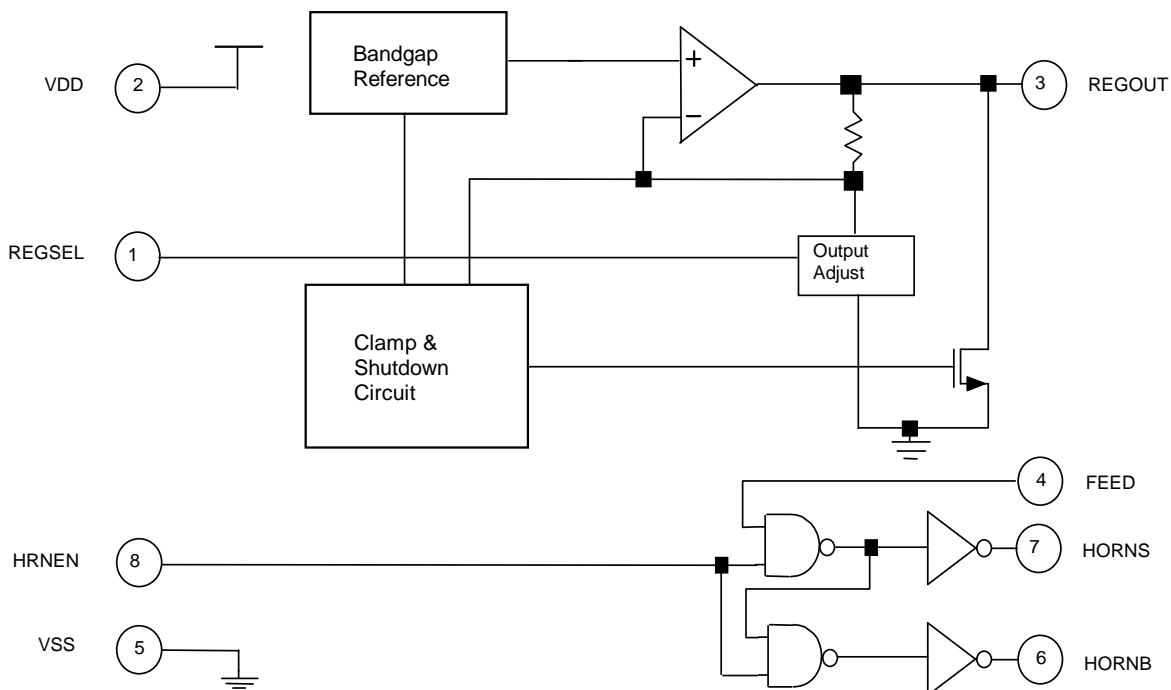 Bandgap
Reference
+
−
VDD
2
3
REGOUT
REGSEL
1
Output
Adjust
Clamp &
Shutdown
Circuit
4
FEED
HRNEN
8
7
HORNS
VSS
5
6
HORNB